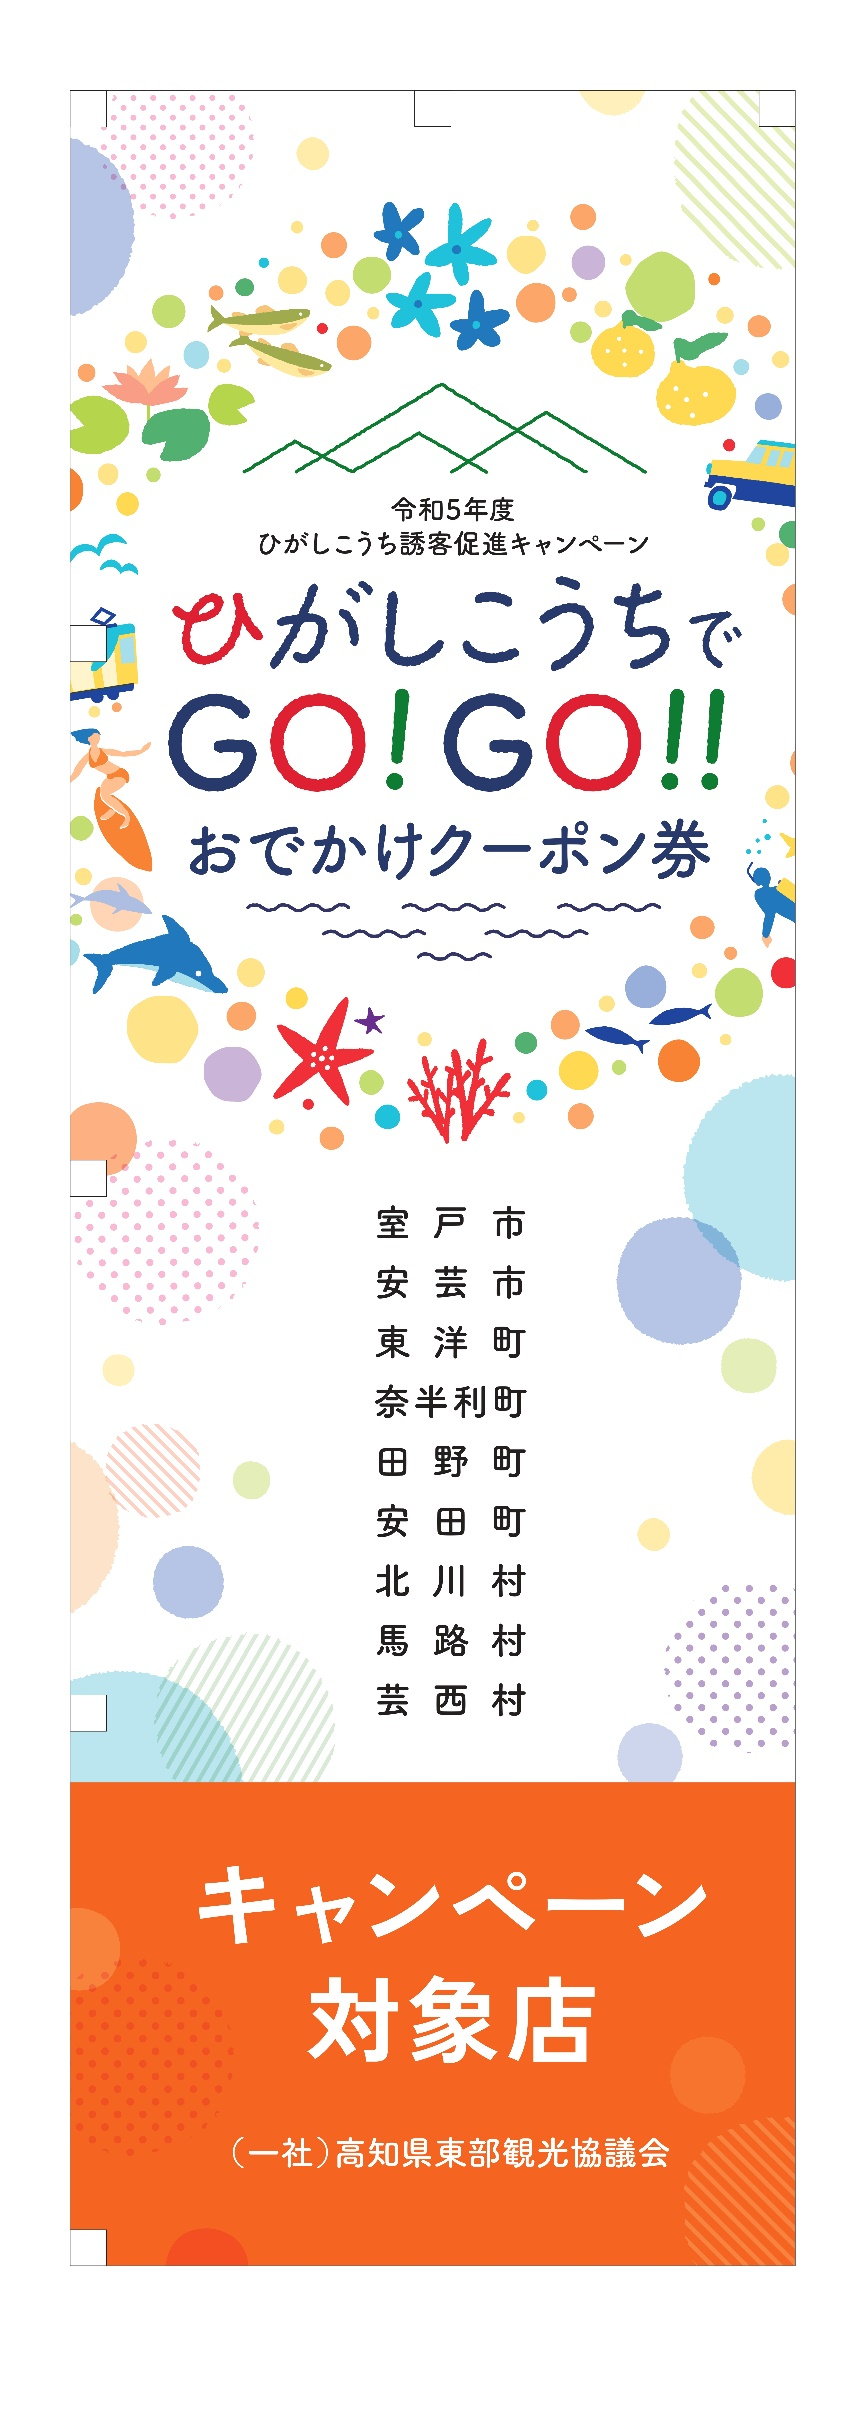 令和5年度
ひがしこうち誘客促進キャンペーン
ひがしこうちで
GO! GO!!
おでかけクーポン券
室戸市
安芸市
東洋町
奈半利町
田野町
安田町
北川村
馬路村
芸西村
キャンペーン
対象店
（一社）高知県東部観光協議会